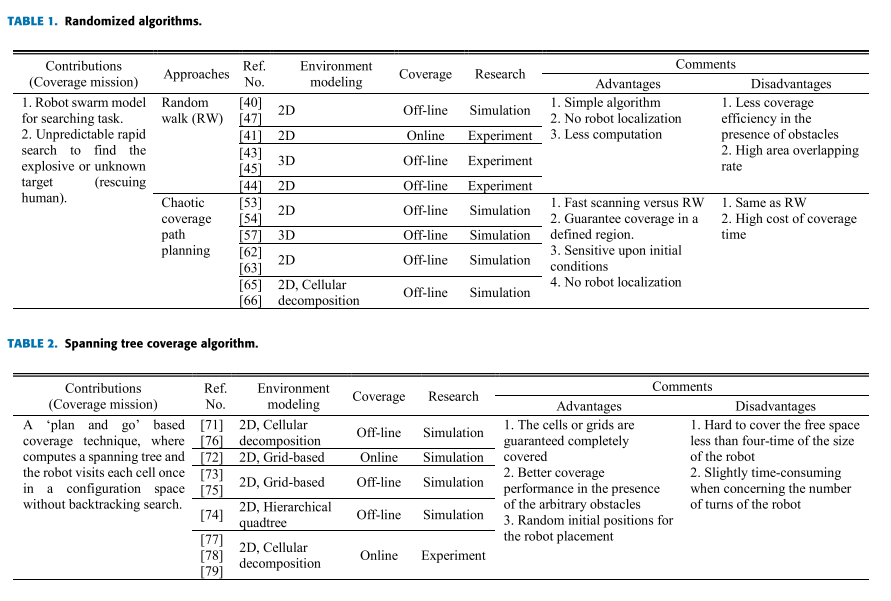 TABLE 1. Randomized algorithms.
Contributions
(Coverage mission)
Approaches
Ref.
No.
Environment
modeling
Coverage
Research
Comments
Advantages
Disadvantages
1. Robot swarm model
for searching task.
2. Unpredictable rapid
search to find the
explosive or unknown
target (rescuing
human).
Random
walk (RW)
[40]
[47]
2D
Off-line
Simulation
[41]
2D
Online
Experiment
[43]
[45]
3D
Off-line
Experiment
[44]
2D
Off-line
Experiment
1. Simple algorithm
2. No robot localization
3. Less computation
1. Less coverage
efficiency in the
presence of obstacles
2. High area overlapping
rate
Chaotic
coverage
path
planning
[53]
[54]
2D
Off-line
Simulation
[57]
3D
Off-line
Simulation
[62]
[63]
2D
Off-line
Simulation
[65]
[66]
2D, Cellular
decomposition
Off-line
Simulation
1. Fast scanning versus RW
2. Guarantee coverage in a
defined region.
3. Sensitive upon initial
conditions
4. No robot localization
1. Same as RW
2. High cost of coverage
time
TABLE 2. Spanning tree coverage algorithm.
Contributions
(Coverage mission)
Ref.
No.
Environment
modeling
Coverage
Research
Comments
Advantages
Disadvantages
A ‘plan and go’ based
coverage technique, where
computes a spanning tree and
the robot visits each cell once
in a configuration space
without backtracking search.
[71]
[76]
2D, Cellular
decomposition
Off-line
Simulation
[72]
2D, Grid-based
Online
Simulation
[73]
[75]
2D, Grid-based
Off-line
Simulation
[74]
2D, Hierarchical
quadtree
Off-line
Simulation
[77]
[78]
[79]
2D, Cellular
decomposition
Online
Experiment
1. The cells or grids are
guaranteed completely
covered
2. Better coverage
performance in the presence
of the arbitrary obstacles
3. Random initial positions for
the robot placement
1. Hard to cover the free space
less than four-time of the size
of the robot
2. Slightly time-consuming
when concerning the number
of turns of the robot